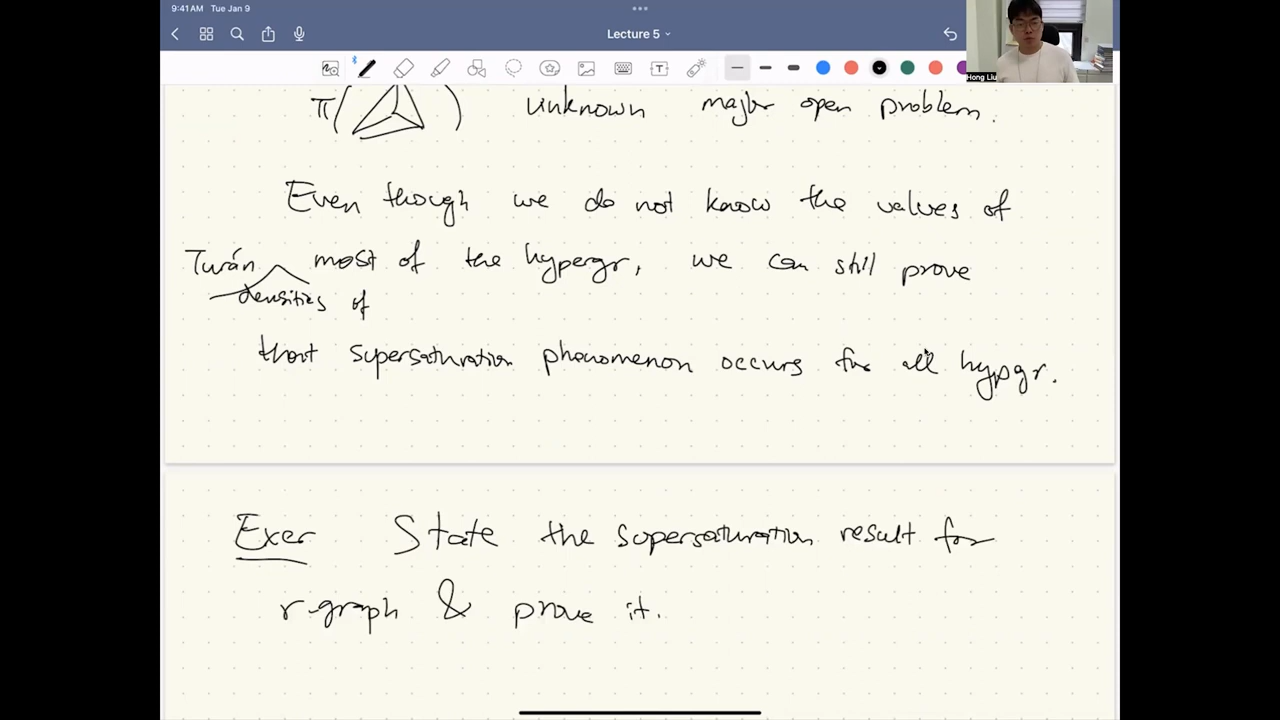 9:41 AM Tue Jan 9
Lecture 5
Hong Liu
π( ) unknown major open problem.
Even though we do not know the values of
Turán most of the hypergr, we can still prove
densities of
that supersaturation phenomenon occurs for all hypgr.
Exer State the supersaturation result for
r-graph & prove it.